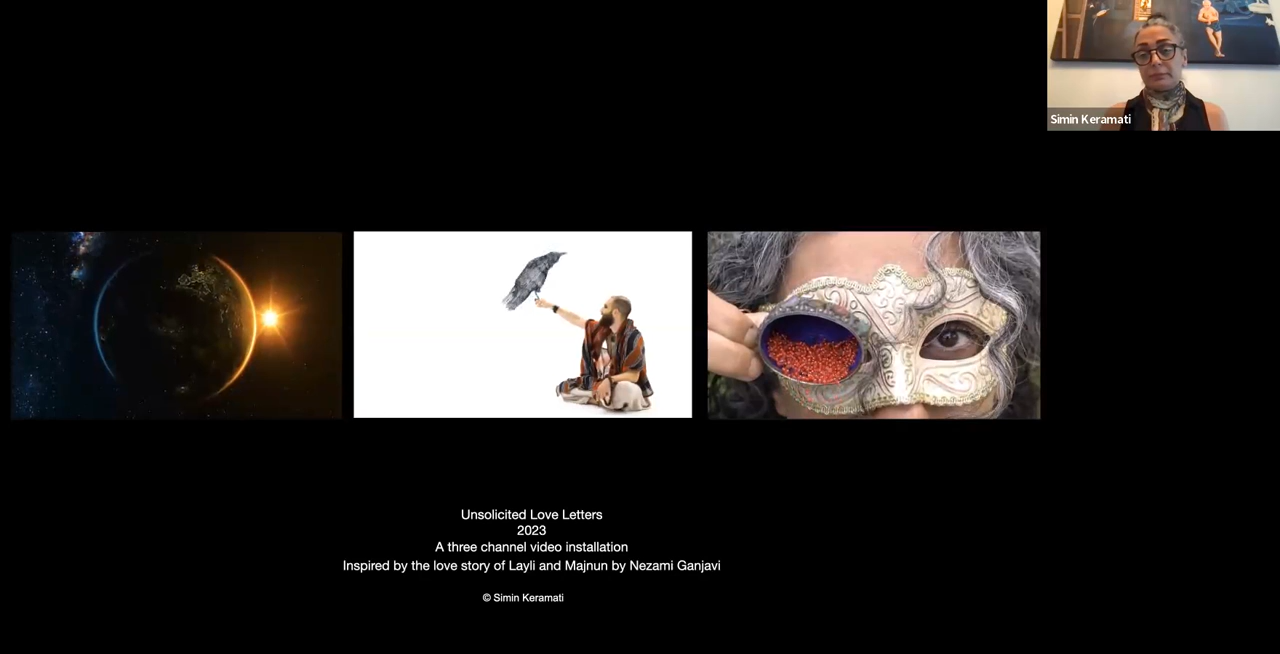 Simin Keramati
Unsolicited Love Letters
2023
A three channel video installation
Inspired by the love story of Layli and Majnun by Nezami Ganjavi
© Simin Keramati